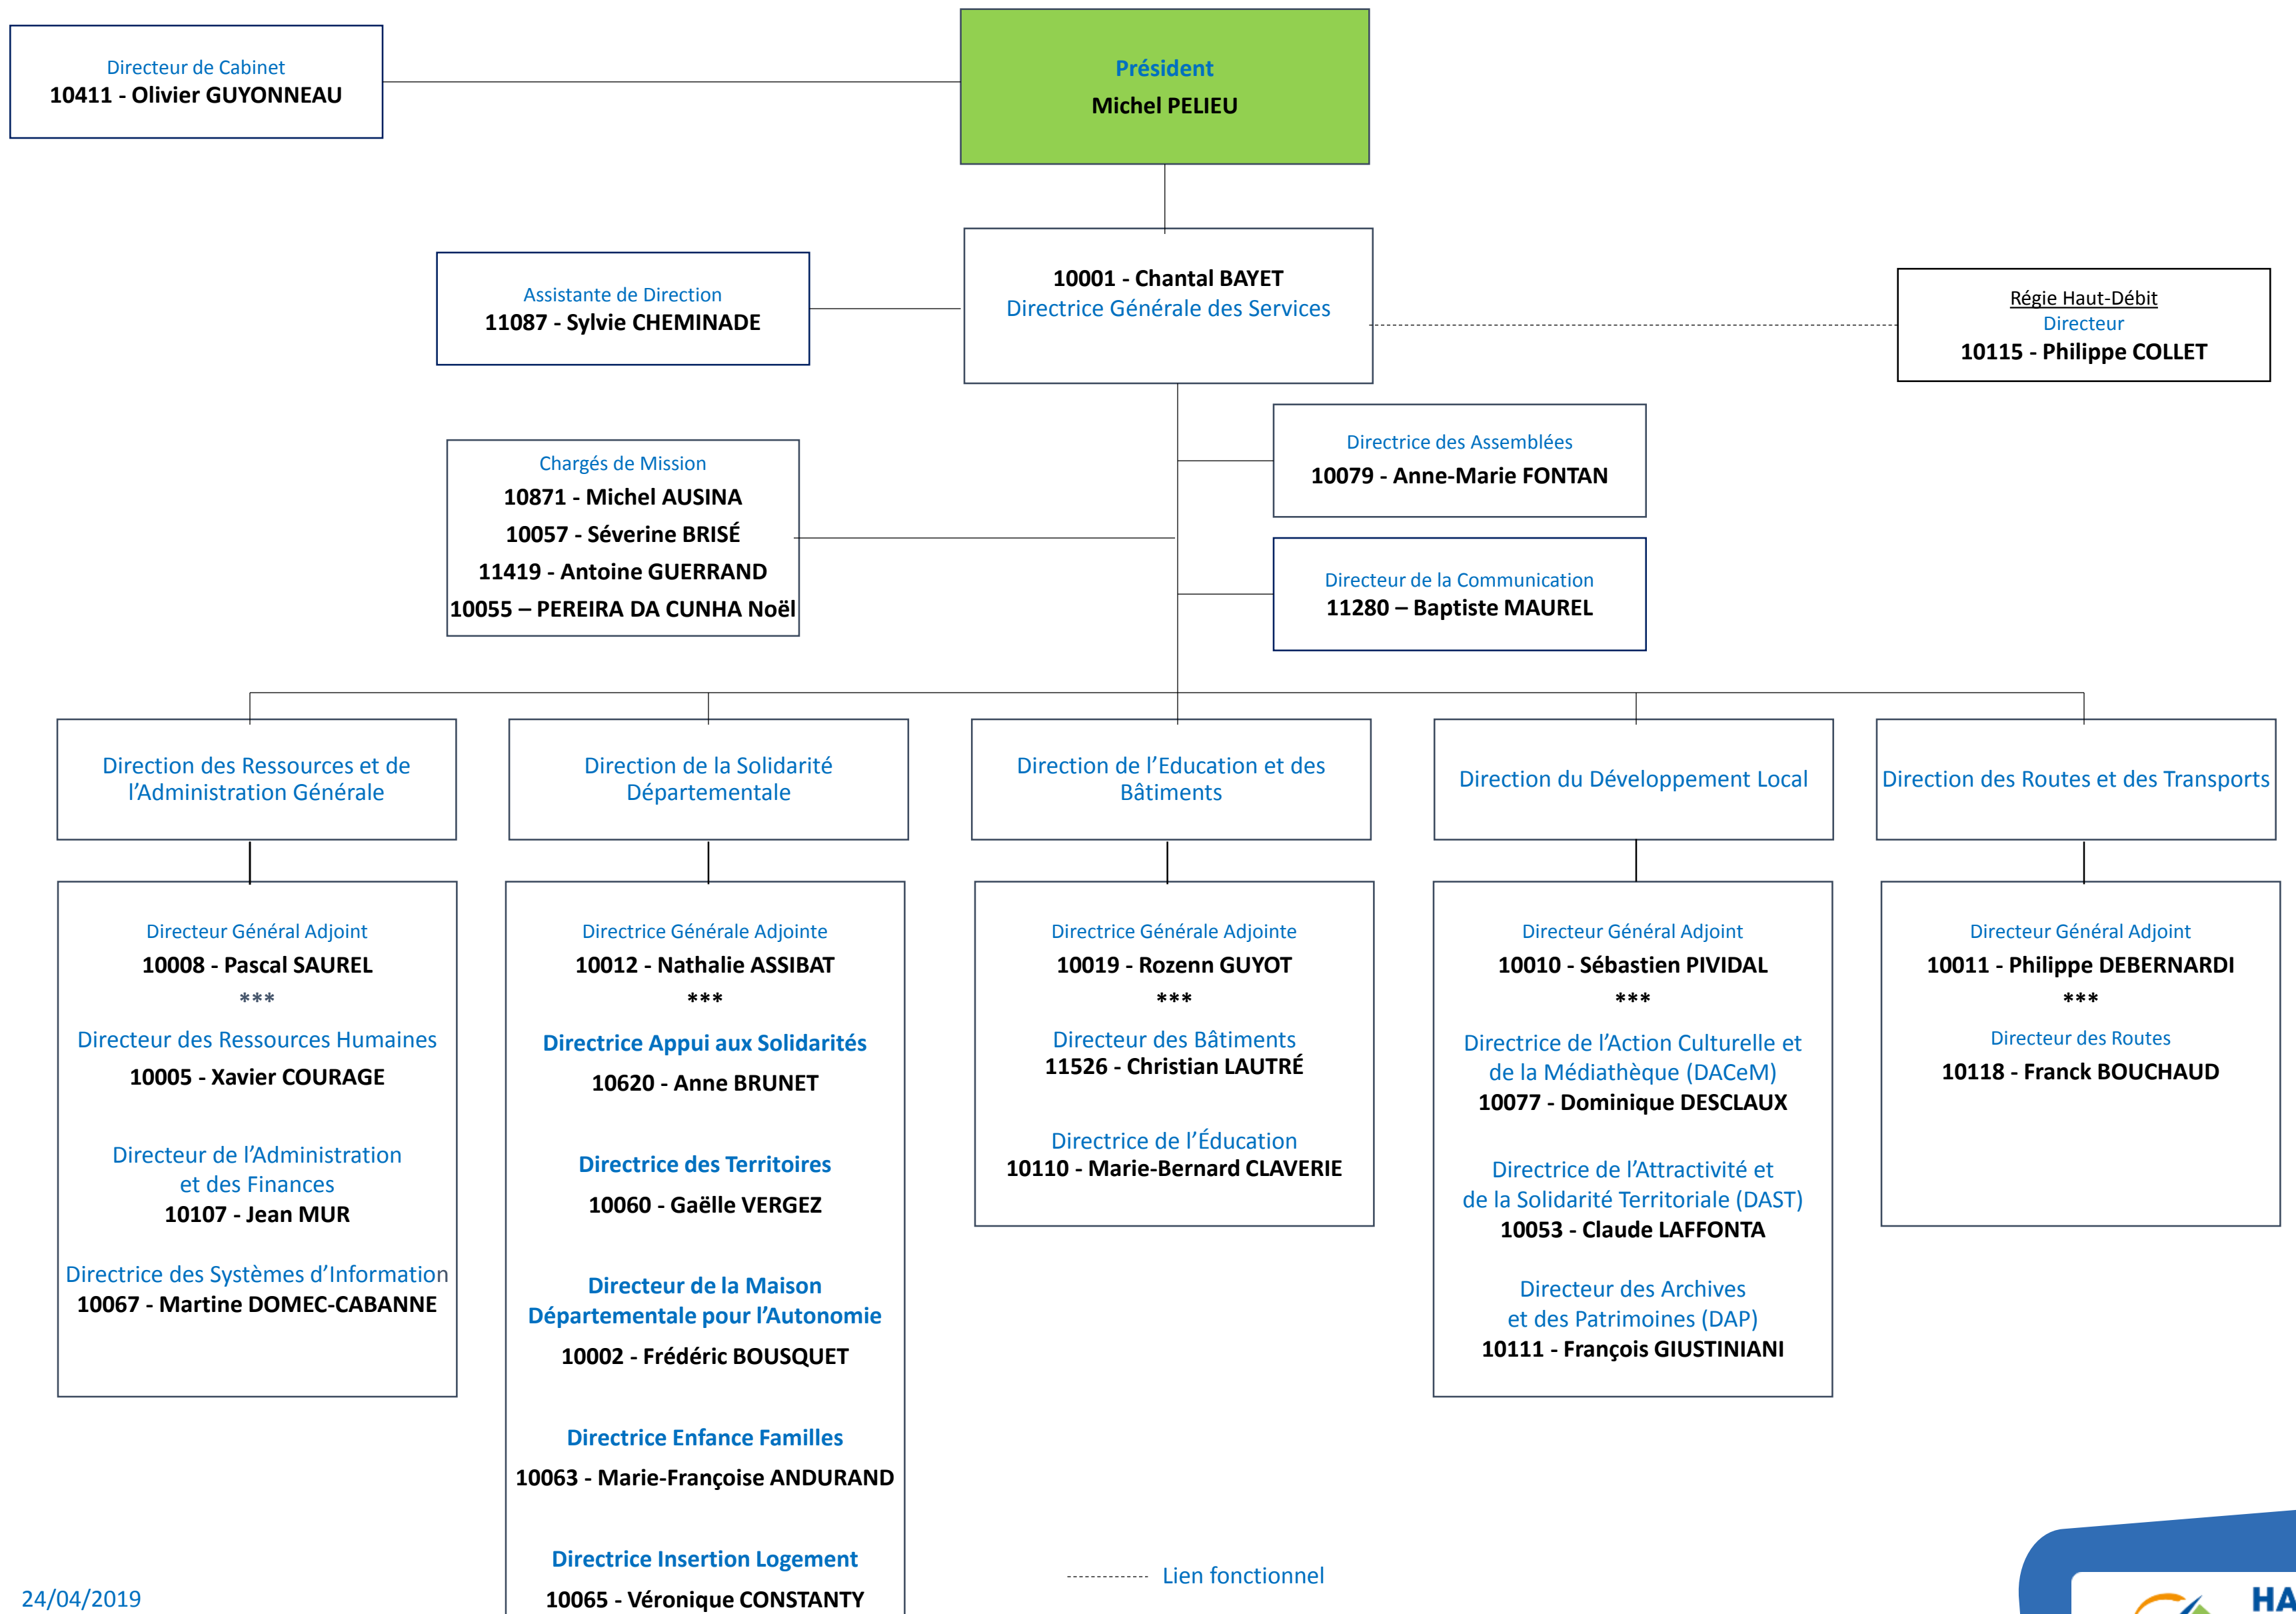 Directeur de Cabinet
10411 - Olivier GUYONNEAU
Président
Michel PELIEU
Assistante de Direction
11087 - Sylvie CHEMINADE
10001 - Chantal BAYET
Directrice Générale des Services
Régie Haut-Débit
Directeur
10115 - Philippe COLLET
Chargés de Mission
10871 - Michel AUSINA
10057 - Séverine BRISÉ
11419 - Antoine GUERRAND
10055 – PEREIRA DA CUNHA Noël
Directrice des Assemblées
10079 - Anne-Marie FONTAN
Directeur de la Communication
11280 – Baptiste MAUREL
Direction des Ressources et de
l’Administration Générale
Direction de la Solidarité
Départementale
Direction de l’Education et des
Bâtiments
Direction du Développement Local
Direction des Routes et des Transports
Directeur Général Adjoint
10008 - Pascal SAUREL
***
Directeur des Ressources Humaines
10005 - Xavier COURAGE
Directeur de l’Administration
et des Finances
10107 - Jean MUR
Directrice des Systèmes d’Information
10067 - Martine DOMEC-CABANNE
Directrice Générale Adjointe
10012 - Nathalie ASSIBAT
***
Directrice Appui aux Solidarités
10620 - Anne BRUNET
Directrice des Territoires
10060 - Gaëlle VERGEZ
Directeur de la Maison
Départementale pour l’Autonomie
10002 - Frédéric BOUSQUET
Directrice Enfance Familles
10063 - Marie-Françoise ANDURAND
Directrice Insertion Logement
10065 - Véronique CONSTANTY
Directrice Générale Adjointe
10019 - Rozenn GUYOT
***
Directeur des Bâtiments
11526 - Christian LAUTRÉ
Directrice de l’Éducation
10110 - Marie-Bernard CLAVERIE
Directeur Général Adjoint
10010 - Sébastien PIVIDAL
***
Directrice de l’Action Culturelle et
de la Médiathèque (DACeM)
10077 - Dominique DESCLAUX
Directrice de l’Attractivité et
de la Solidarité Territoriale (DAST)
10053 - Claude LAFFONTA
Directeur des Archives
et des Patrimoines (DAP)
10111 - François GIUSTINIANI
Directeur Général Adjoint
10011 - Philippe DEBERNARDI
***
Directeur des Routes
10118 - Franck BOUCHAUD
Lien fonctionnel
24/04/2019
HA